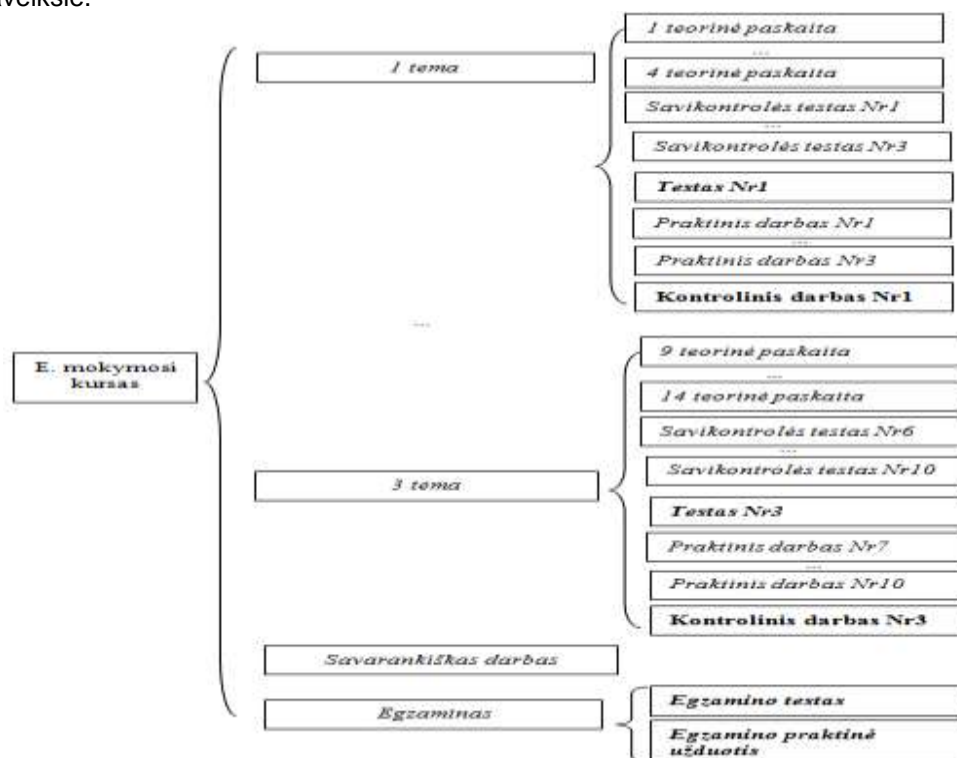 1 teorinė paskaita
...
1 tema
4 teorinė paskaita
Savikontrolės testas Nr1
...
Savikontrolės testas Nr3
Testas Nr1
Praktinis darbas Nr1
...
Praktinis darbas Nr3
Kontrolinis darbas Nr1
...
E. mokymosi
kursas
9 teorinė paskaita
...
14 teorinė paskaita
Savikontrolės testas Nr6
...
3 tema
Savikontrolės testas Nr10
Testas Nr3
Praktinis darbas Nr7
...
Praktinis darbas Nr10
Kontrolinis darbas Nr3
Savarankiškas darbas
Egzaminas
Egzamino testas
Egzamino praktinė
užduotis